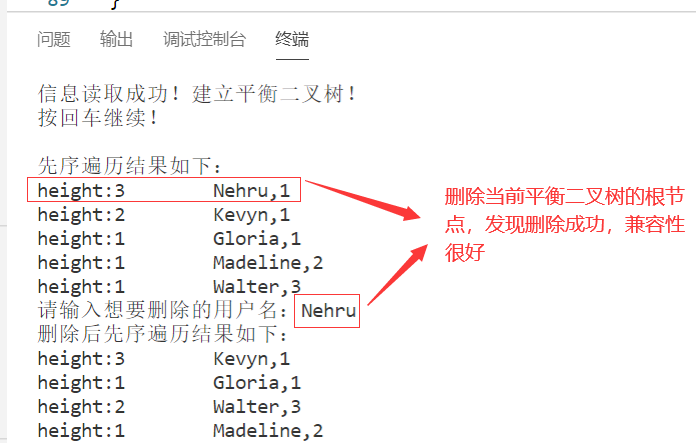 89 }
问题 输出 调试控制台 终端
信息读取成功！建立平衡二叉树！
按回车继续！
先序遍历结果如下：
height:3 Nehru,1
height:2 Kevyn,1
height:1 Gloria,1
height:1 Madeline,2
height:1 Walter,3
请输入想要删除的用户名：Nehru
删除后先序遍历结果如下：
height:3 Kevyn,1
height:1 Gloria,1
height:2 Walter,3
height:1 Madeline,2
删除当前平衡二叉树的根节
点，发现删除成功，兼容性
很好